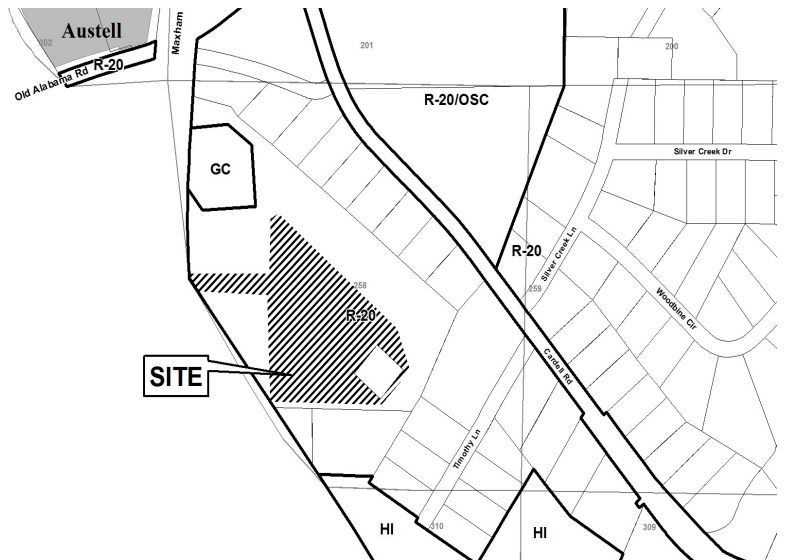 Austell
202
Maxham
201
200
Old Alabama Rd
R-20
R-20/OSC
Silver Creek Dr
GC
R-20
Silver Creek Ln
258
259
R-20
Woodbine Cir
SITE
Cardell Rd
Timothy Ln
HI
310
HI
309